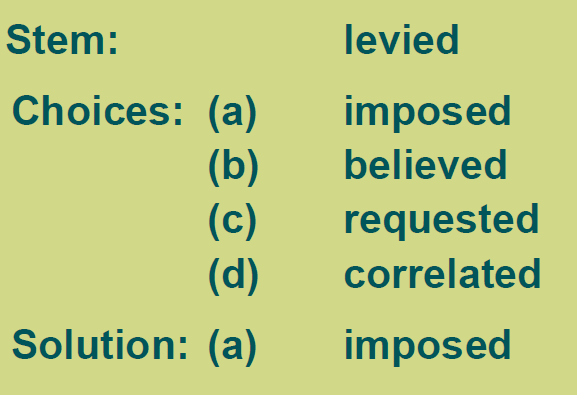 Stem: levied
Choices: (a) imposed
(b) believed
(c) requested
(d) correlated
Solution: (a) imposed